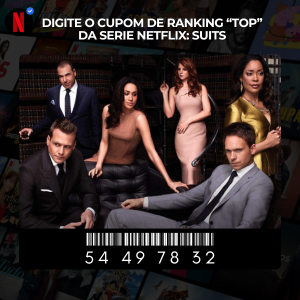 N
DIGITE O CUPOM DE RANKING “TOP”
DA SERIE NETFLIX: SUITS
54 49 78 32